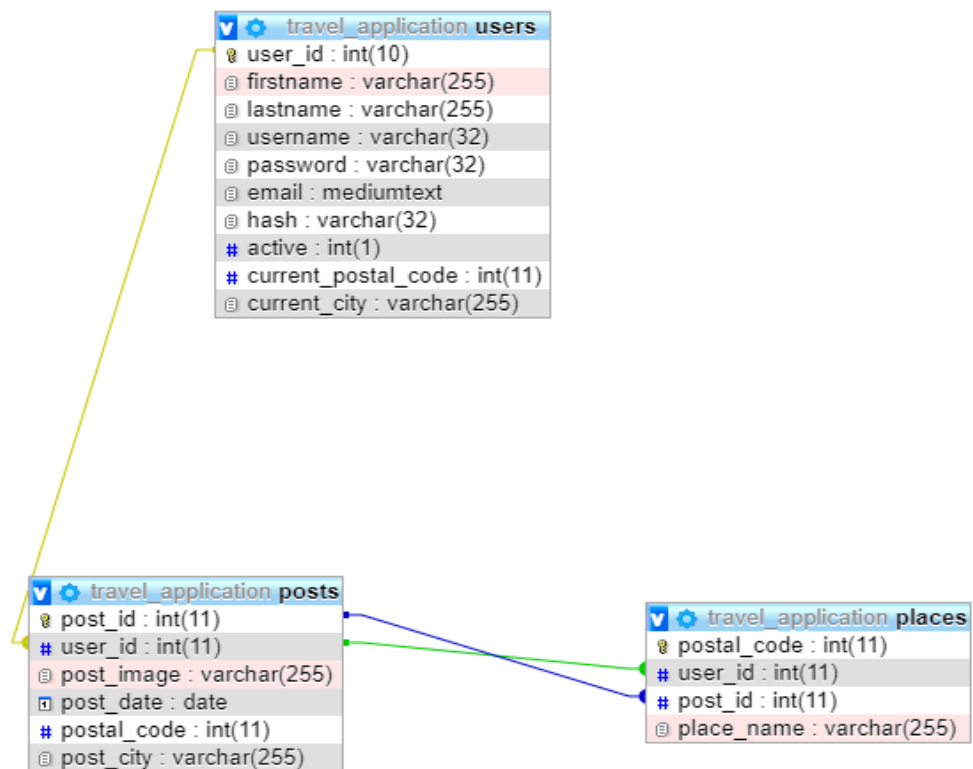 travel_application users
user_id : int(10)
firstname : varchar(255)
lastname : varchar(255)
username : varchar(32)
password : varchar(32)
email : mediumtext
hash : varchar(32)
# active : int(1)
# current_postal_code : int(11)
current_city : varchar(255)
travel_application posts
post_id : int(11)
# user_id : int(11)
post_image : varchar(255)
post_date : date
# postal_code : int(11)
post_city : varchar(255)
travel_application places
postal_code : int(11)
# user_id : int(11)
# post_id : int(11)
place_name : varchar(255)